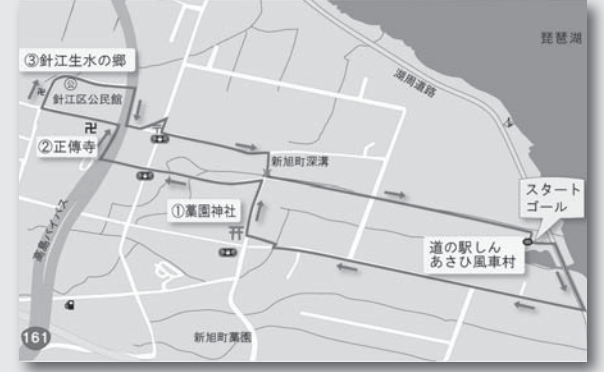 琵琶湖
③針江生水の郷
湖周道路
針江区公民館
②正傳寺
新旭町深溝
スタート
ゴール
①藁園神社
高島バイパス
道の駅しん
あさひ風車村
161
新旭町藁園